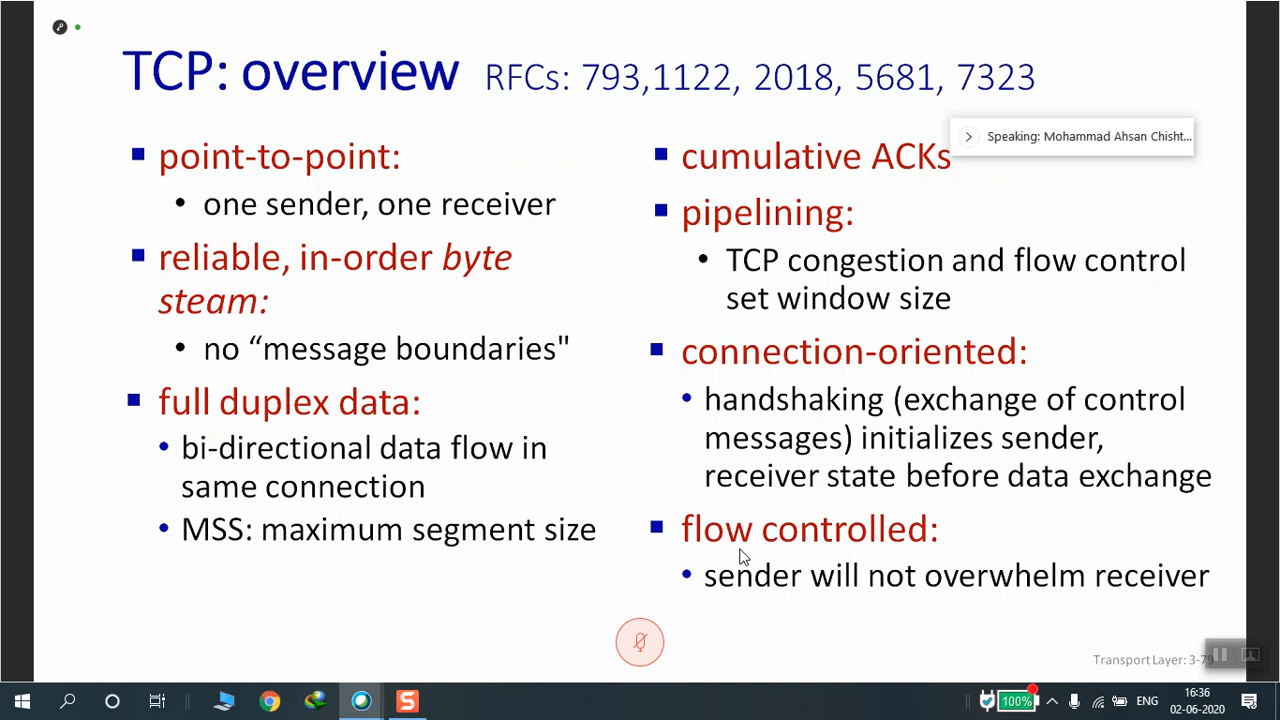 TCP: overview RFCs: 793,1122, 2018, 5681, 7323
Speaking: Mohammad Ahsan Chisht...
point-to-point:
• one sender, one receiver
reliable, in-order byte
steam:
• no “message boundaries"
full duplex data:
• bi-directional data flow in
same connection
• MSS: maximum segment size
cumulative ACKs
pipelining:
• TCP congestion and flow control
set window size
connection-oriented:
• handshaking (exchange of control
messages) initializes sender,
receiver state before data exchange
flow controlled:
• sender will not overwhelm receiver
Transport Layer: 3-79
100%
ENG
16:36
02-06-2020